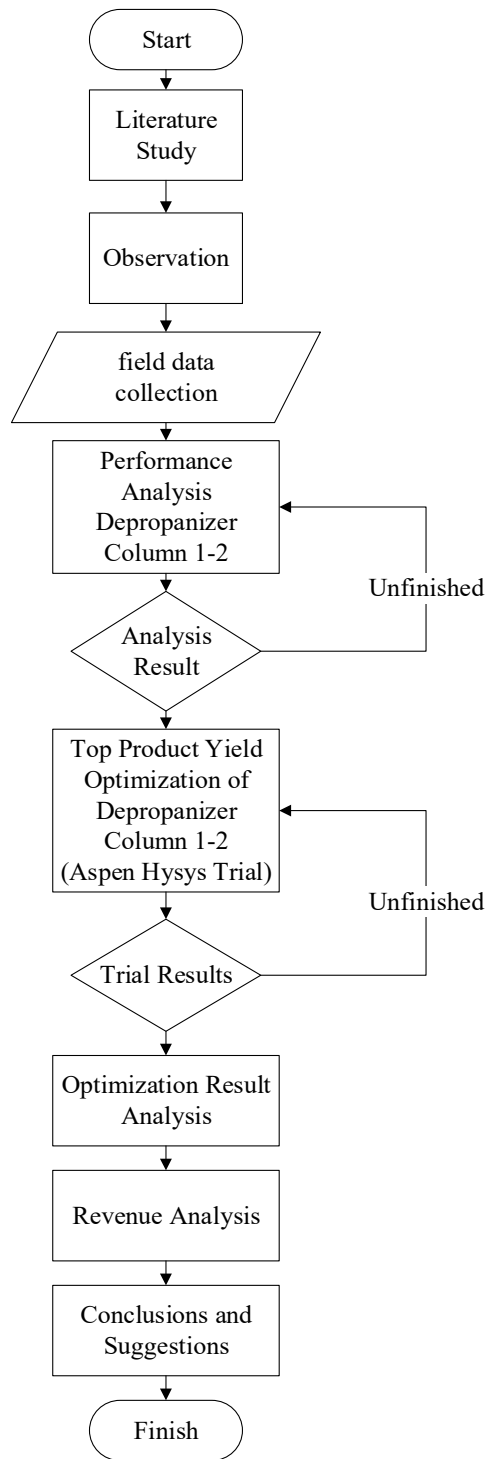 Start
Literature
Study
Observation
field data
collection
Performance
Analysis
Depropanizer
Column 1-2
Unfinished
Analysis
Result
Top Product Yield
Optimization of
Depropanizer
Column 1-2
(Aspen Hysys Trial)
Unfinished
Trial Results
Optimization Result
Analysis
Revenue Analysis
Conclusions and
Suggestions
Finish